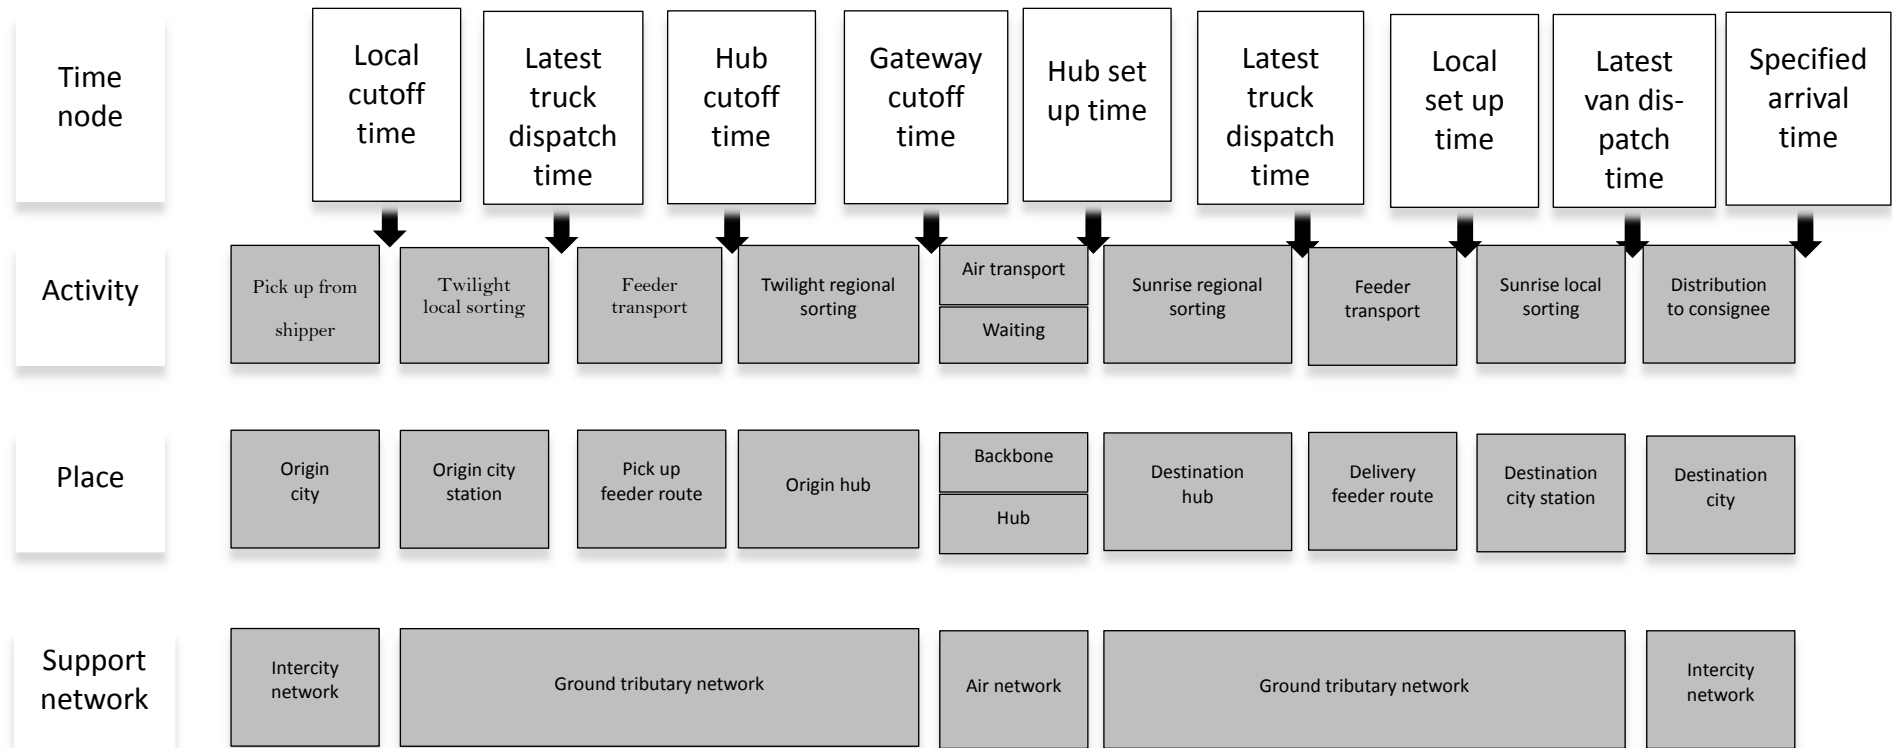 Time
node
Local
cutoff
time
Latest
truck
dispatch
time
Hub
cutoff
time
Gateway
cutoff
time
Hub set
up time
Latest
truck
dispatch
time
Local
set up
time
Latest
van dis-
patch
time
Specified
arrival
time
Activity
Pick up from
shipper
Twilight
local sorting
Feeder
transport
Twilight regional
sorting
Air transport
Waiting
Sunrise regional
sorting
Feeder
transport
Sunrise local
sorting
Distribution
to consignee
Place
Origin
city
Origin city
station
Pick up
feeder route
Origin hub
Backbone
Hub
Destination
hub
Delivery
feeder route
Destination
city station
Destination
city
Support
network
Intercity
network
Ground tributary network
Air network
Ground tributary network
Intercity
network